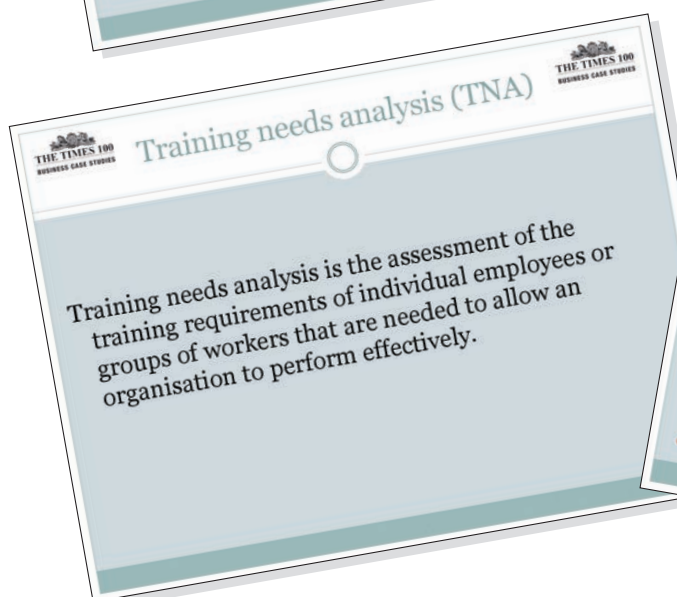 THE TIMES 100
BUSINESS CASE STUDIES
Training needs analysis (TNA)
THE TIMES 100
BUSINESS CASE STUDIES
Training needs analysis is the assessment of the
training requirements of individual employees or
groups of workers that are needed to allow an
organisation to perform effectively.